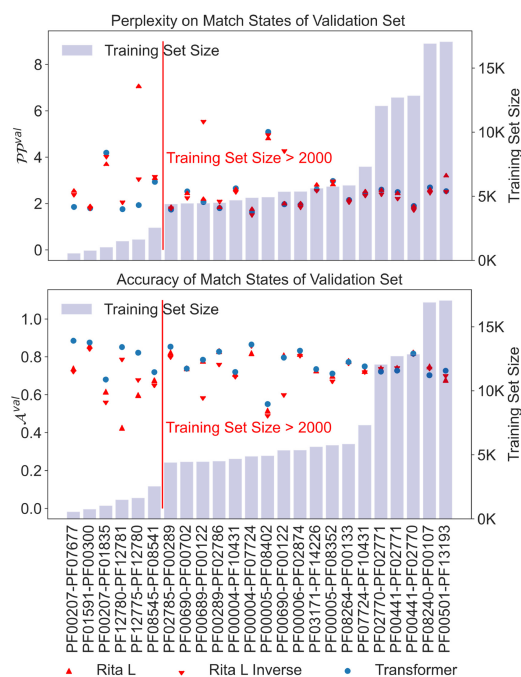 Perplexity on Match States of Validation Set
8
6
4
2
0
PP^val
Training Set Size
Training Set Size > 2000
15K
10K
5K
0K
Training Set Size
Accuracy of Match States of Validation Set
1.0
0.8
0.6
0.4
0.2
0.0
A^val
Training Set Size
Training Set Size > 2000
15K
10K
5K
0K
Training Set Size
PF00207-PF07677
PF01591-PF00300
PF00207-PF01835
PF12780-PF12781
PF12775-PF12780
PF08545-PF08541
PF02785-PF00289
PF00690-PF00702
PF00689-PF00122
PF00289-PF02786
PF00004-PF10431
PF00004-PF07724
PF00005-PF08402
PF00690-PF00122
PF00006-PF02874
PF03171-PF14226
PF00005-PF08352
PF08264-PF00133
PF07724-PF10431
PF02770-PF02771
PF00441-PF02771
PF00441-PF02770
PF08240-PF00107
PF00501-PF13193
Rita L
Rita L Inverse
Transformer